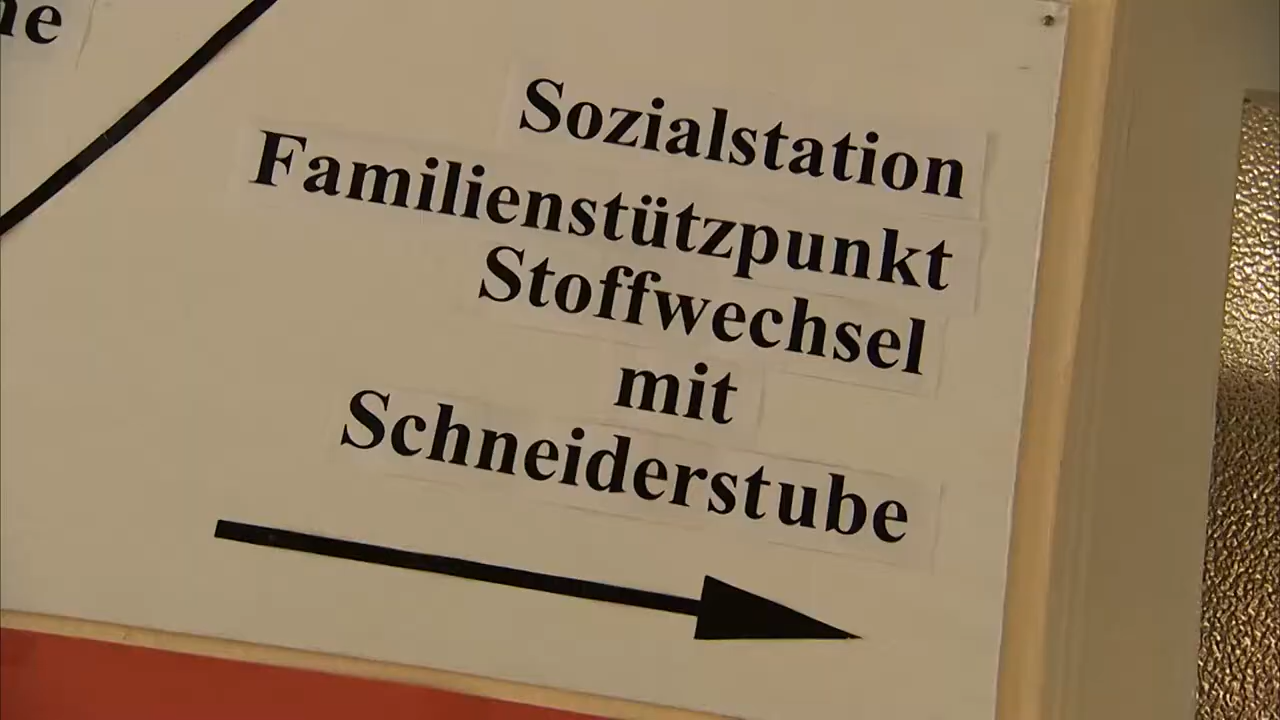 Sozialstation
Familienstützpunkt
Stoffwechsel
mit
Schneiderstube